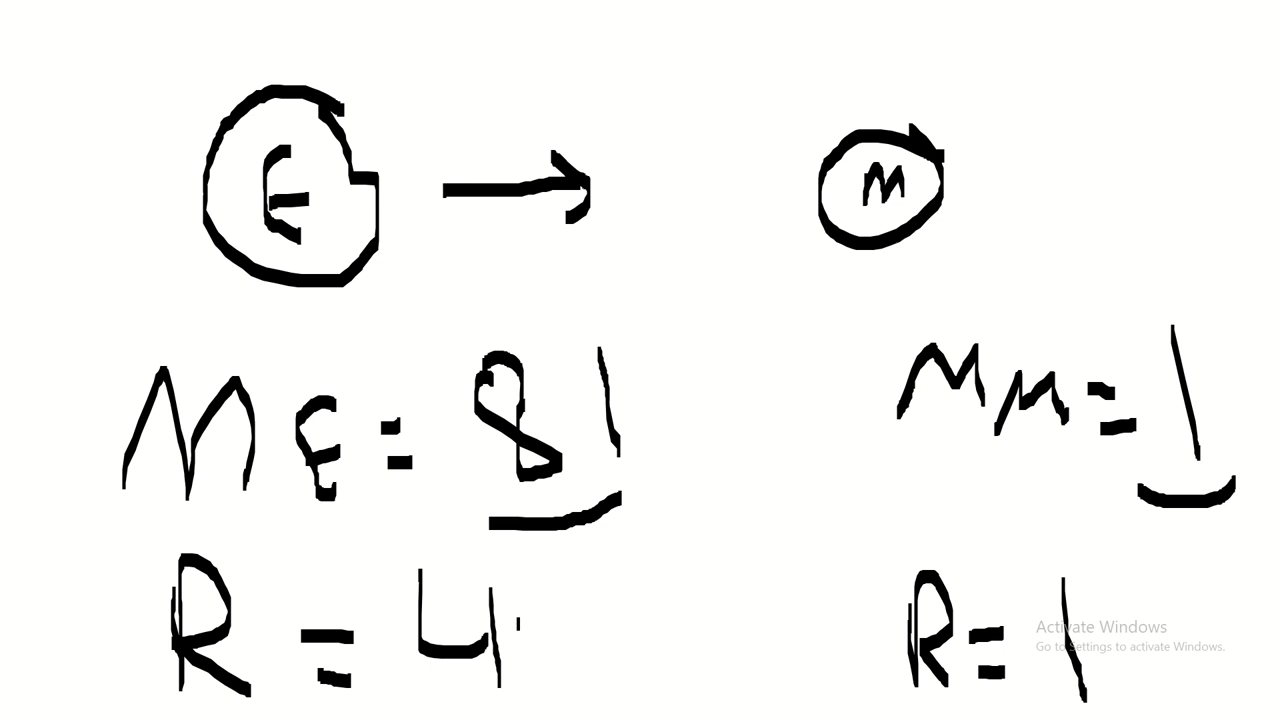 E → M
ME = 81
Mm = 1
R = 4
R = 1
Activate Windows
Go to Settings to activate Windows.